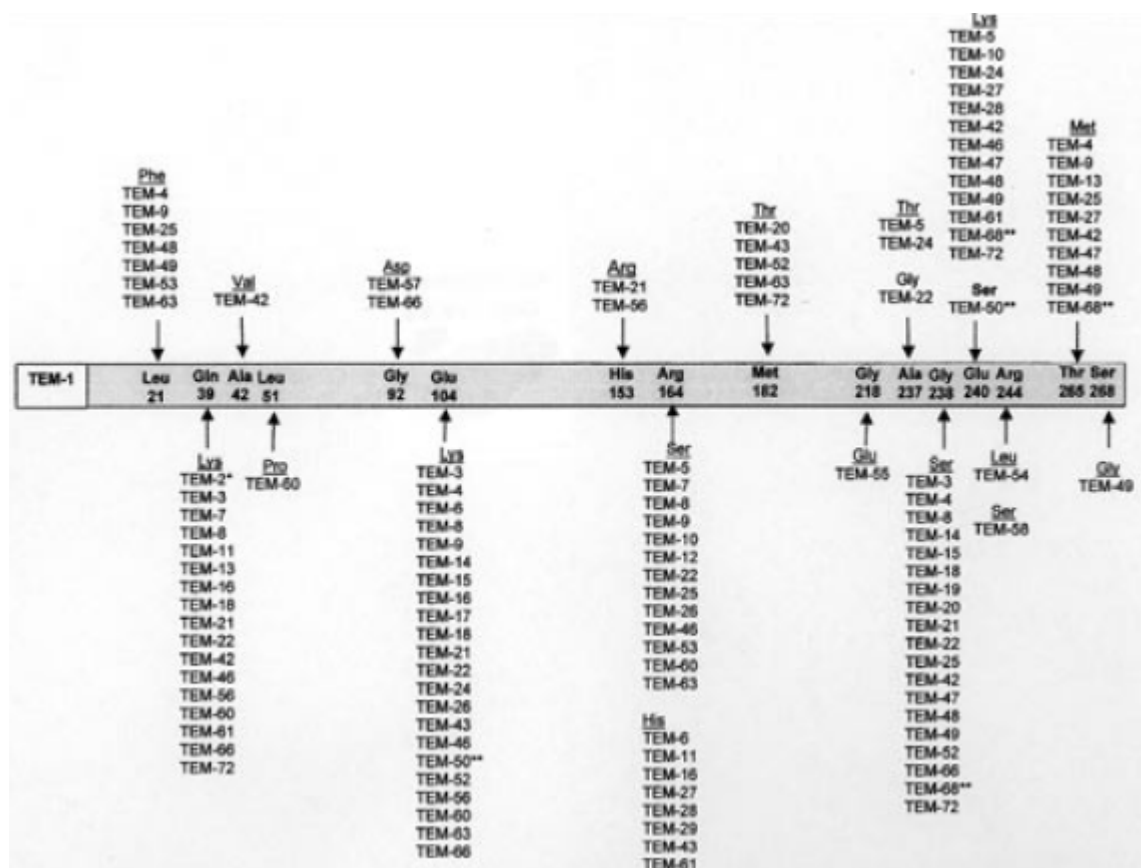 Phe
TEM-4
TEM-9
TEM-25
TEM-48
TEM-49
TEM-53
TEM-63
Val
TEM-42
Asp
TEM-57
TEM-66
Arg
TEM-21
TEM-56
Thr
TEM-20
TEM-43
TEM-52
TEM-63
TEM-72
Thr
TEM-5
TEM-24
Gly
TEM-22
Lys
TEM-5
TEM-10
TEM-24
TEM-27
TEM-28
TEM-42
TEM-46
TEM-47
TEM-48
TEM-49
TEM-61
TEM-68**
TEM-72
Ser
TEM-50**
Met
TEM-4
TEM-9
TEM-13
TEM-25
TEM-27
TEM-42
TEM-47
TEM-48
TEM-49
TEM-68**
TEM-1 Leu Gln Ala Leu Gly Glu His Arg Met Gly Ala Gly Glu Arg Thr Ser
21 39 42 51 92 104 153 164 182 218 237 238 240 244 265 268
Lys
TEM-2*
TEM-3
TEM-7
TEM-8
TEM-11
TEM-13
TEM-16
TEM-18
TEM-21
TEM-22
TEM-42
TEM-46
TEM-56
TEM-60
TEM-61
TEM-66
TEM-72
Pro
TEM-60
Lys
TEM-3
TEM-4
TEM-6
TEM-8
TEM-9
TEM-14
TEM-15
TEM-16
TEM-17
TEM-18
TEM-21
TEM-22
TEM-24
TEM-26
TEM-43
TEM-46
TEM-50**
TEM-52
TEM-56
TEM-60
TEM-63
TEM-66
Ser
TEM-5
TEM-7
TEM-8
TEM-9
TEM-10
TEM-12
TEM-22
TEM-25
TEM-26
TEM-46
TEM-53
TEM-60
TEM-63
His
TEM-6
TEM-11
TEM-16
TEM-27
TEM-28
TEM-29
TEM-43
TEM-61
Glu
TEM-55
Ser
TEM-3
TEM-4
TEM-8
TEM-14
TEM-15
TEM-18
TEM-19
TEM-20
TEM-21
TEM-22
TEM-25
TEM-42
TEM-47
TEM-48
TEM-49
TEM-52
TEM-66
TEM-68**
TEM-72
Leu
TEM-54
Ser
TEM-58
Gly
TEM-49